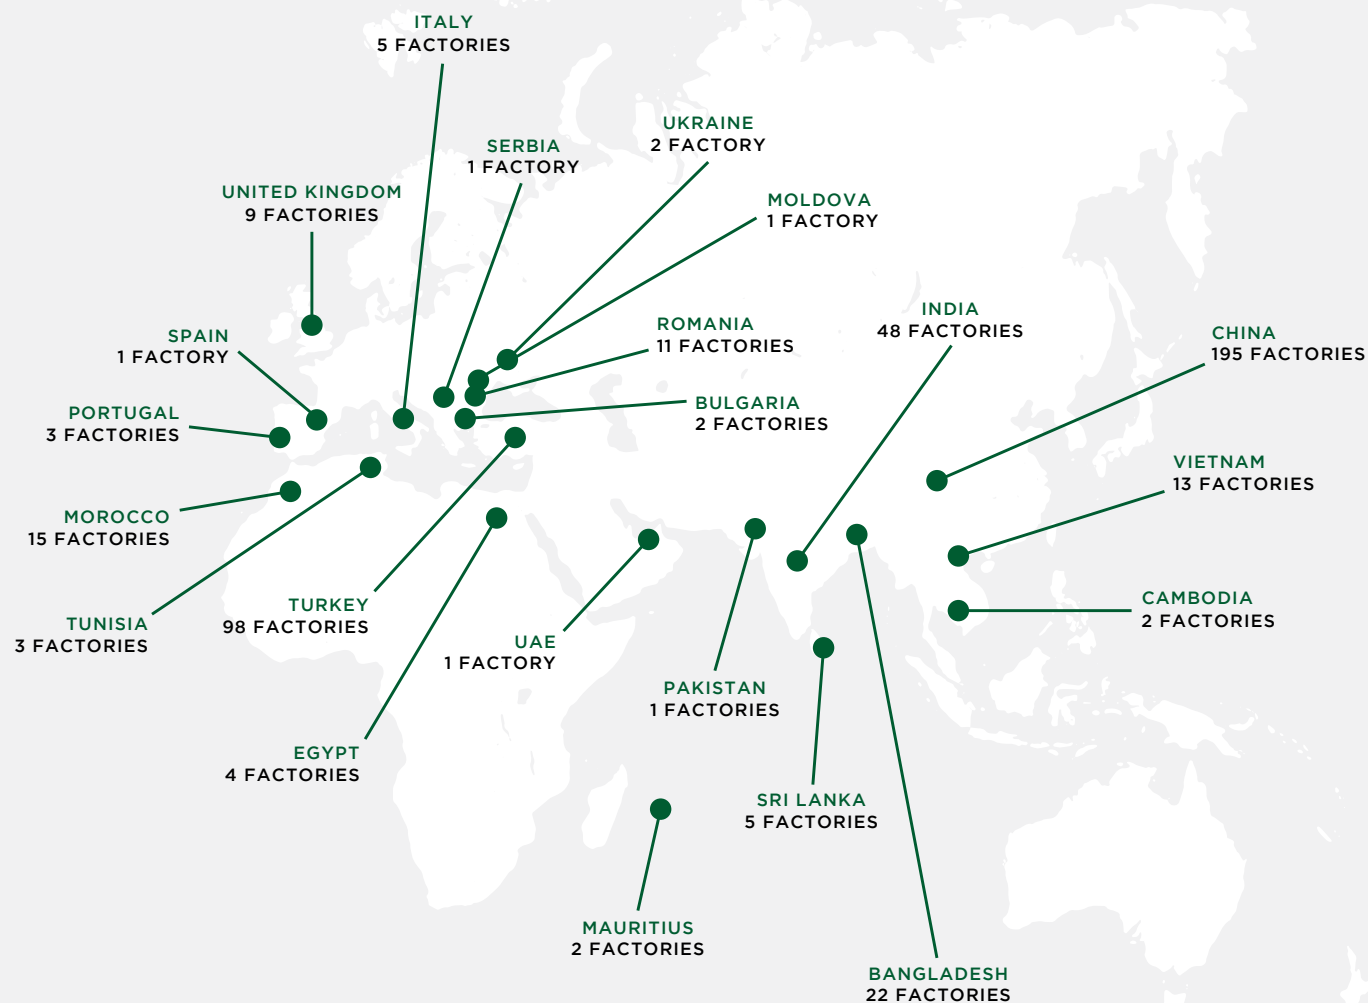 ITALY
5 FACTORIES
UKRAINE
2 FACTORY
SERBIA
1 FACTORY
UNITED KINGDOM
9 FACTORIES
MOLDOVA
1 FACTORY
INDIA
48 FACTORIES
ROMANIA
11 FACTORIES
CHINA
195 FACTORIES
SPAIN
1 FACTORY
BULGARIA
2 FACTORIES
PORTUGAL
3 FACTORIES
VIETNAM
13 FACTORIES
MOROCCO
15 FACTORIES
CAMBODIA
2 FACTORIES
TURKEY
98 FACTORIES
TUNISIA
3 FACTORIES
UAE
1 FACTORY
PAKISTAN
1 FACTORIES
EGYPT
4 FACTORIES
SRI LANKA
5 FACTORIES
MAURITIUS
2 FACTORIES
BANGLADESH
22 FACTORIES